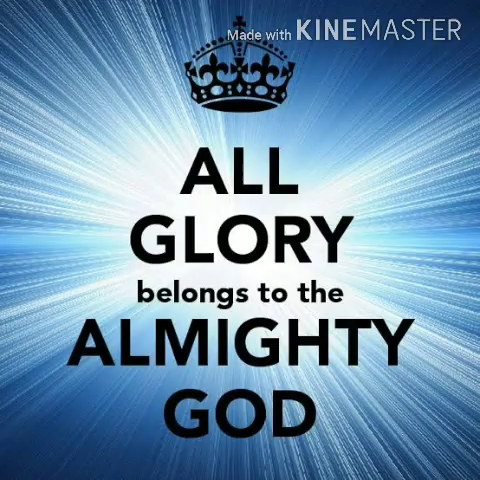 Made with KINEMASTER
ALL
GLORY
belongs to the
ALMIGHTY
GOD